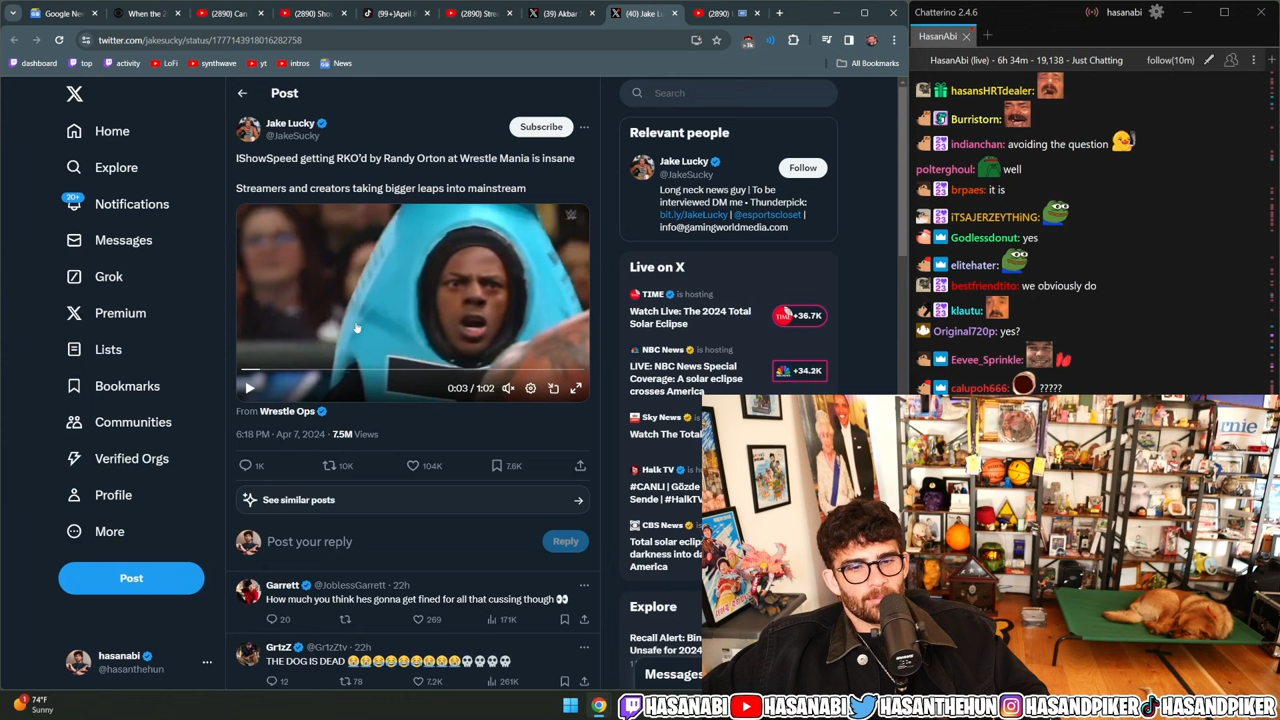 Google News
When the 2
(2890) Can
(2890) Shou
(99+)April 8
(2890) Stre
(39) Akbar S
(40) Jake Lu
(2890)
twitter.com/jakesucky/status/1777143918016282758
>3k
dashboard
top
activity
LoFi
synthwave
yt
intros
News
All Bookmarks
Home
Explore
20+
Notifications
Messages
Grok
Premium
Lists
Bookmarks
Communities
Verified Orgs
Profile
More
Post
hasanabi
@hasanthehun
Post
Jake Lucky
@JakeSucky
Subscribe
IShowSpeed getting RKO'd by Randy Orton at Wrestle Mania is insane
Streamers and creators taking bigger leaps into mainstream
0:03 / 1:02
From Wrestle Ops
6:18 PM · Apr 7, 2024 · 7.5M Views
1K
10K
104K
7.6K
See similar posts
Post your reply
Reply
Garrett @JoblessGarrett · 22h
How much you think hes gonna get fined for all that cussing though 👀
20
269
171K
Gr1zZ @Gr1zZtv · 22h
THE DOG IS DEAD
12
78
7.2K
261K
Search
Relevant people
Jake Lucky
@JakeSucky
Follow
Long neck news guy | To be
interviewed DM me • Thunderpick:
bit.ly/JakeLucky | @esportscloset |
info@gamingworldmedia.com
Live on X
TIME is hosting
Watch Live: The 2024 Total
Solar Eclipse
TIME
+36.7K
NBC News is hosting
LIVE: NBC News Special
Coverage: A solar eclipse
crosses America
+34.2K
Sky News
Watch The Total
Halk TV
#CANLI | Gözde
Sende | #HalkTV
CBS News
Total solar eclip
darkness into da
America
Explore
Recall Alert: Bin
Unsafe for 2024
Messages
Chatterino 2.4.6
hasanabi
HasanAbi
HasanAbi (live) - 6h 34m - 19,138 - Just Chatting
follow(10m)
hasansHRTdealer:
Burristorn:
indianchan: avoiding the question
polterghoul: well
brpaes: it is
iTSAJERZEYTHiNG:
Godlessdonut: yes
elitehater:
bestfriendtito: we obviously do
klautu:
Original720p: yes?
Eevee_Sprinkle:
calupoh666: ?????
ernie
74°F
Sunny
HASANABI
HASANABI
HASANTHEHUN
HASANDPIKER
HASANDPIKER